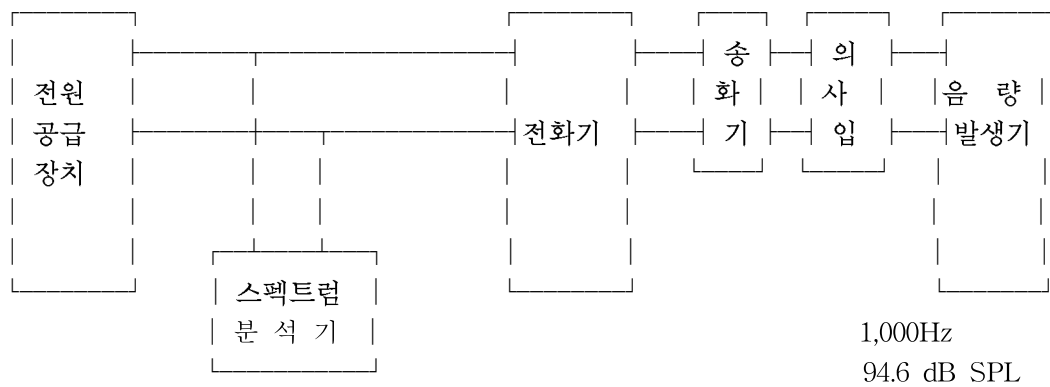 전원
공급
장치
전화기
송
화
기
의
사
입
음 량
발생기
스펙트럼
분 석 기
1,000Hz
94.6 dB SPL